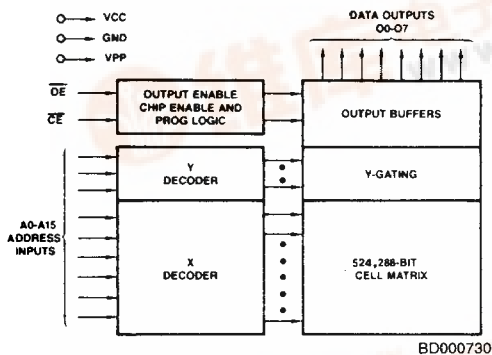 VCC
GND
VPP
DATA OUTPUTS
O0-O7
OE
CE
OUTPUT ENABLE
CHIP ENABLE AND
PROG LOGIC
OUTPUT BUFFERS
Y
DECODER
Y-GATING
A0-A15
ADDRESS
INPUTS
X
DECODER
524,288-BIT
CELL MATRIX
BD000730